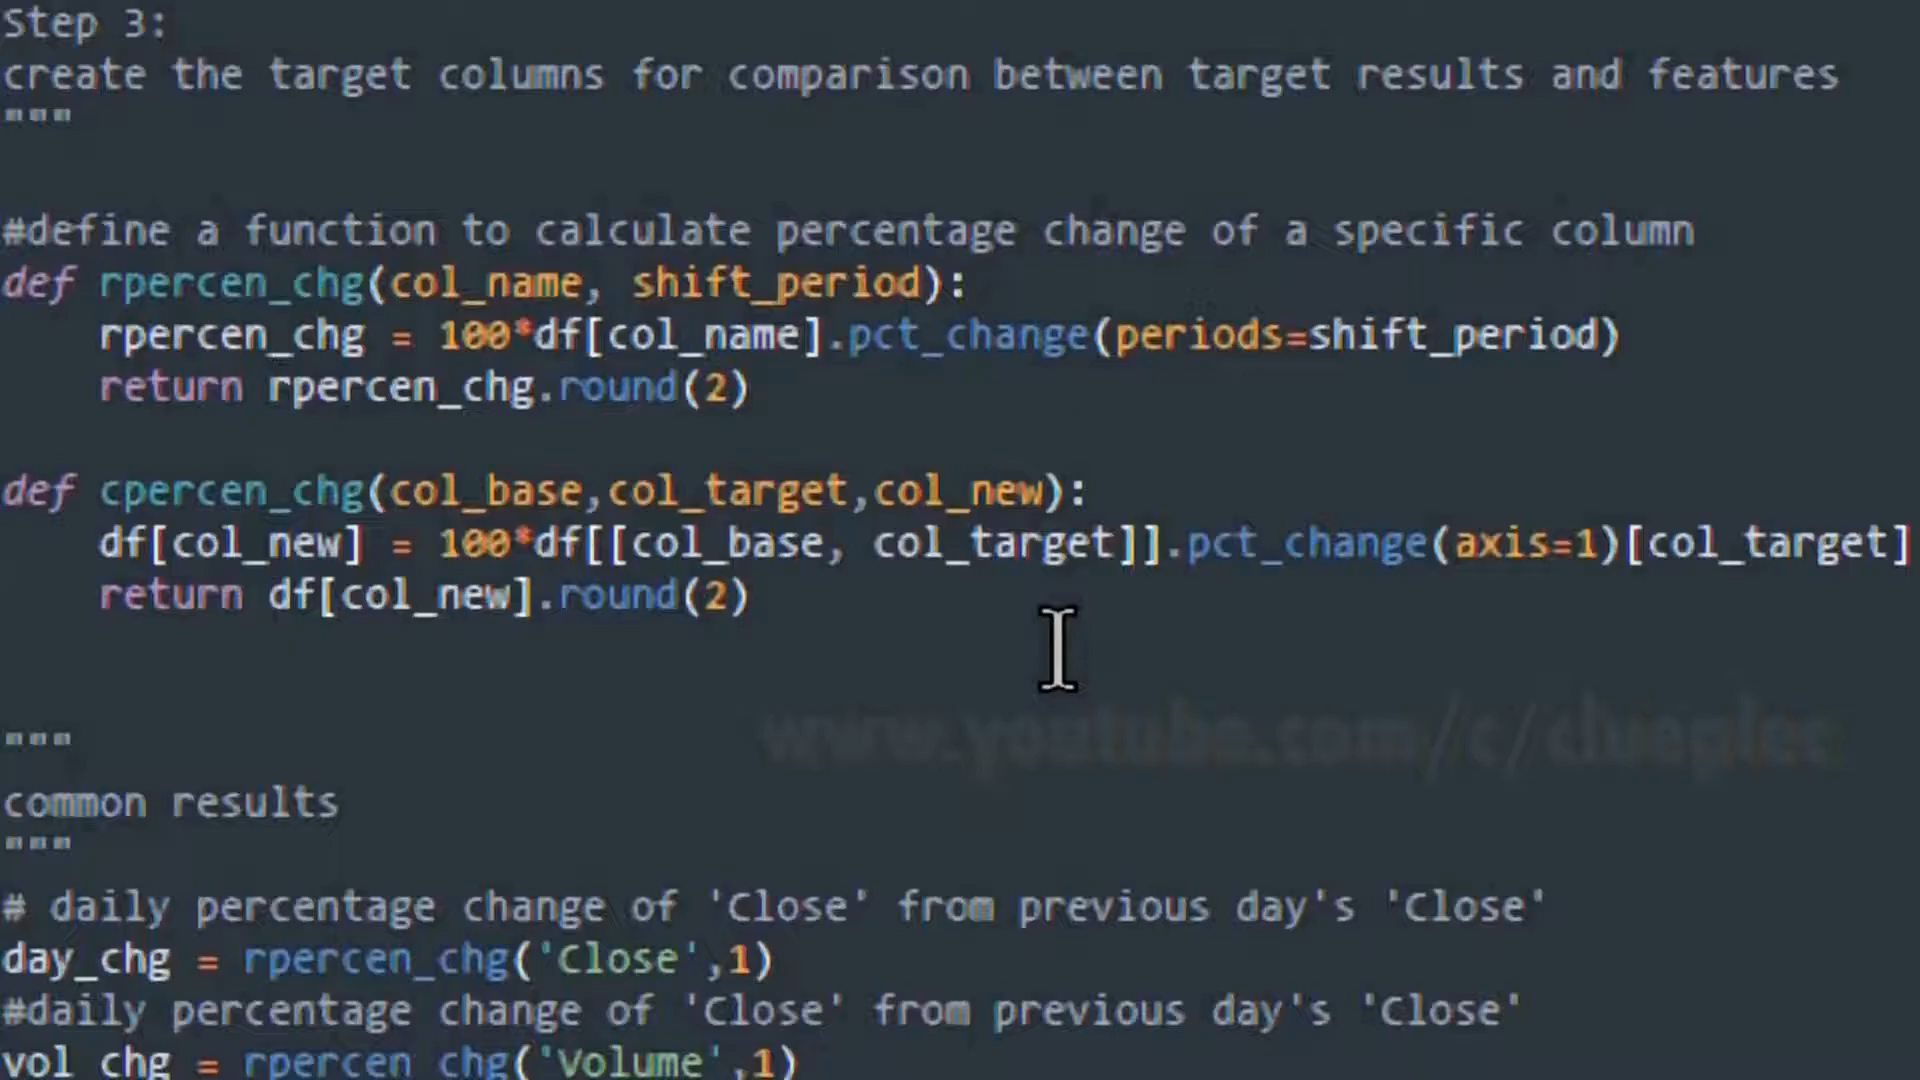 Step 3:
create the target columns for comparison between target results and features
"""
#define a function to calculate percentage change of a specific column
def rpercen_chg(col_name, shift_period):
    rpercen_chg = 100*df[col_name].pct_change(periods=shift_period)
    return rpercen_chg.round(2)
def cpercen_chg(col_base,col_target,col_new):
    df[col_new] = 100*df[[col_base, col_target]].pct_change(axis=1)[col_target]
    return df[col_new].round(2)
"""
common results
"""
# daily percentage change of 'Close' from previous day's 'Close'
day_chg = rpercen_chg('Close',1)
#daily percentage change of 'Close' from previous day's 'Close'
vol_chg = rpercen_chg('Volume',1)